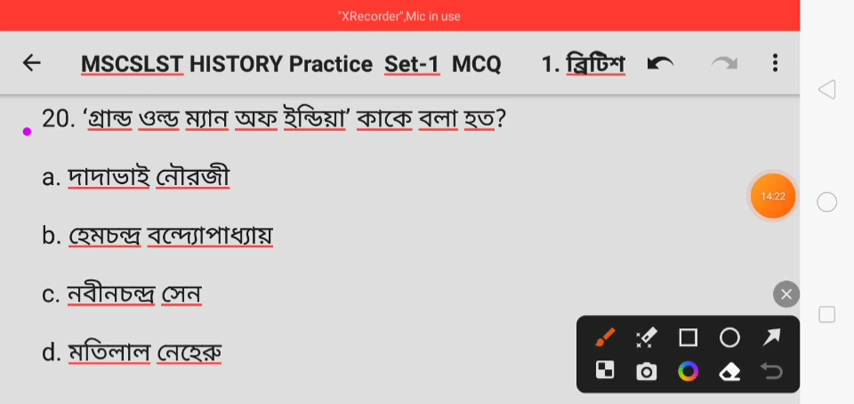 "XRecorder",Mic in use
MSCSLST HISTORY Practice Set-1 MCQ 1. ব্রিটিশ
20. ‘গ্রান্ড ওল্ড ম্যান অফ ইন্ডিয়া’ কাকে বলা হত?
a. দাদাভাই নৌরজী
14:22
b. হেমচন্দ্র বন্দ্যোপাধ্যায়
c. নবীনচন্দ্র সেন
d. মতিলাল নেহেরু